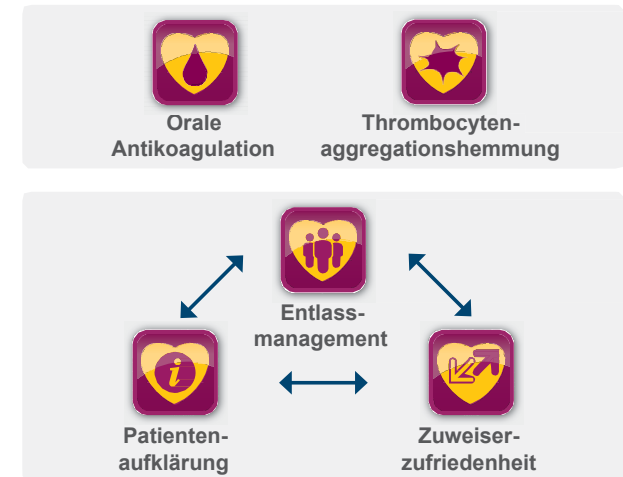 Orale
Antikoagulation
Thrombocyten-
aggregationshemmung
Entlass-
management
i
Patienten-
aufklärung
Zuweiser-
zufriedenheit